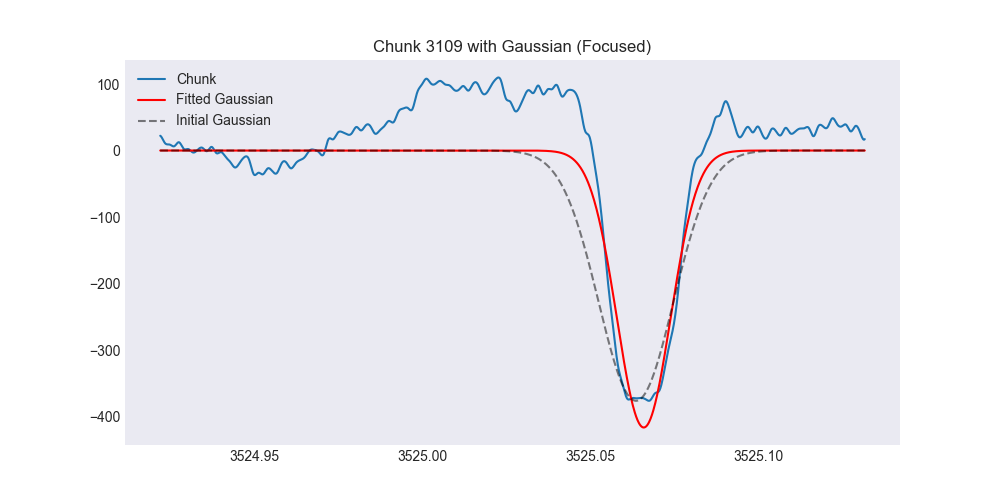 Chunk 3109 with Gaussian (Focused)
Chunk
Fitted Gaussian
Initial Gaussian
100
0
−100
−200
−300
−400
3524.95
3525.00
3525.05
3525.10